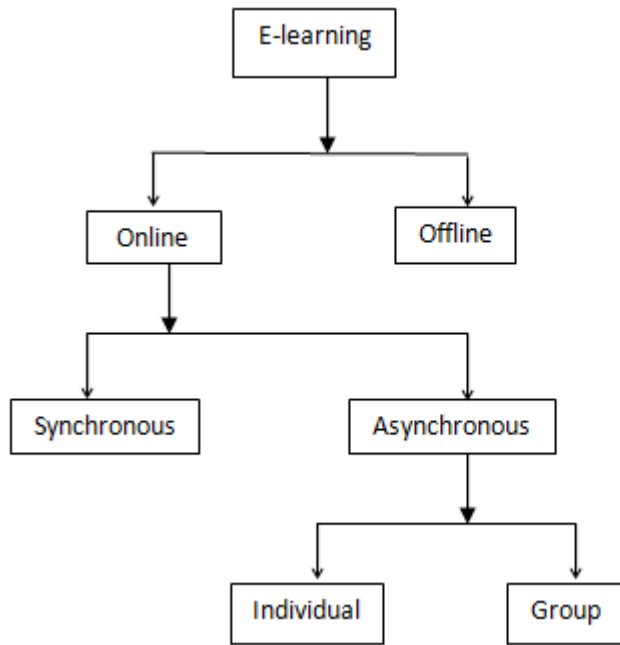 E-learning
Online
Offline
Synchronous
Asynchronous
Individual
Group